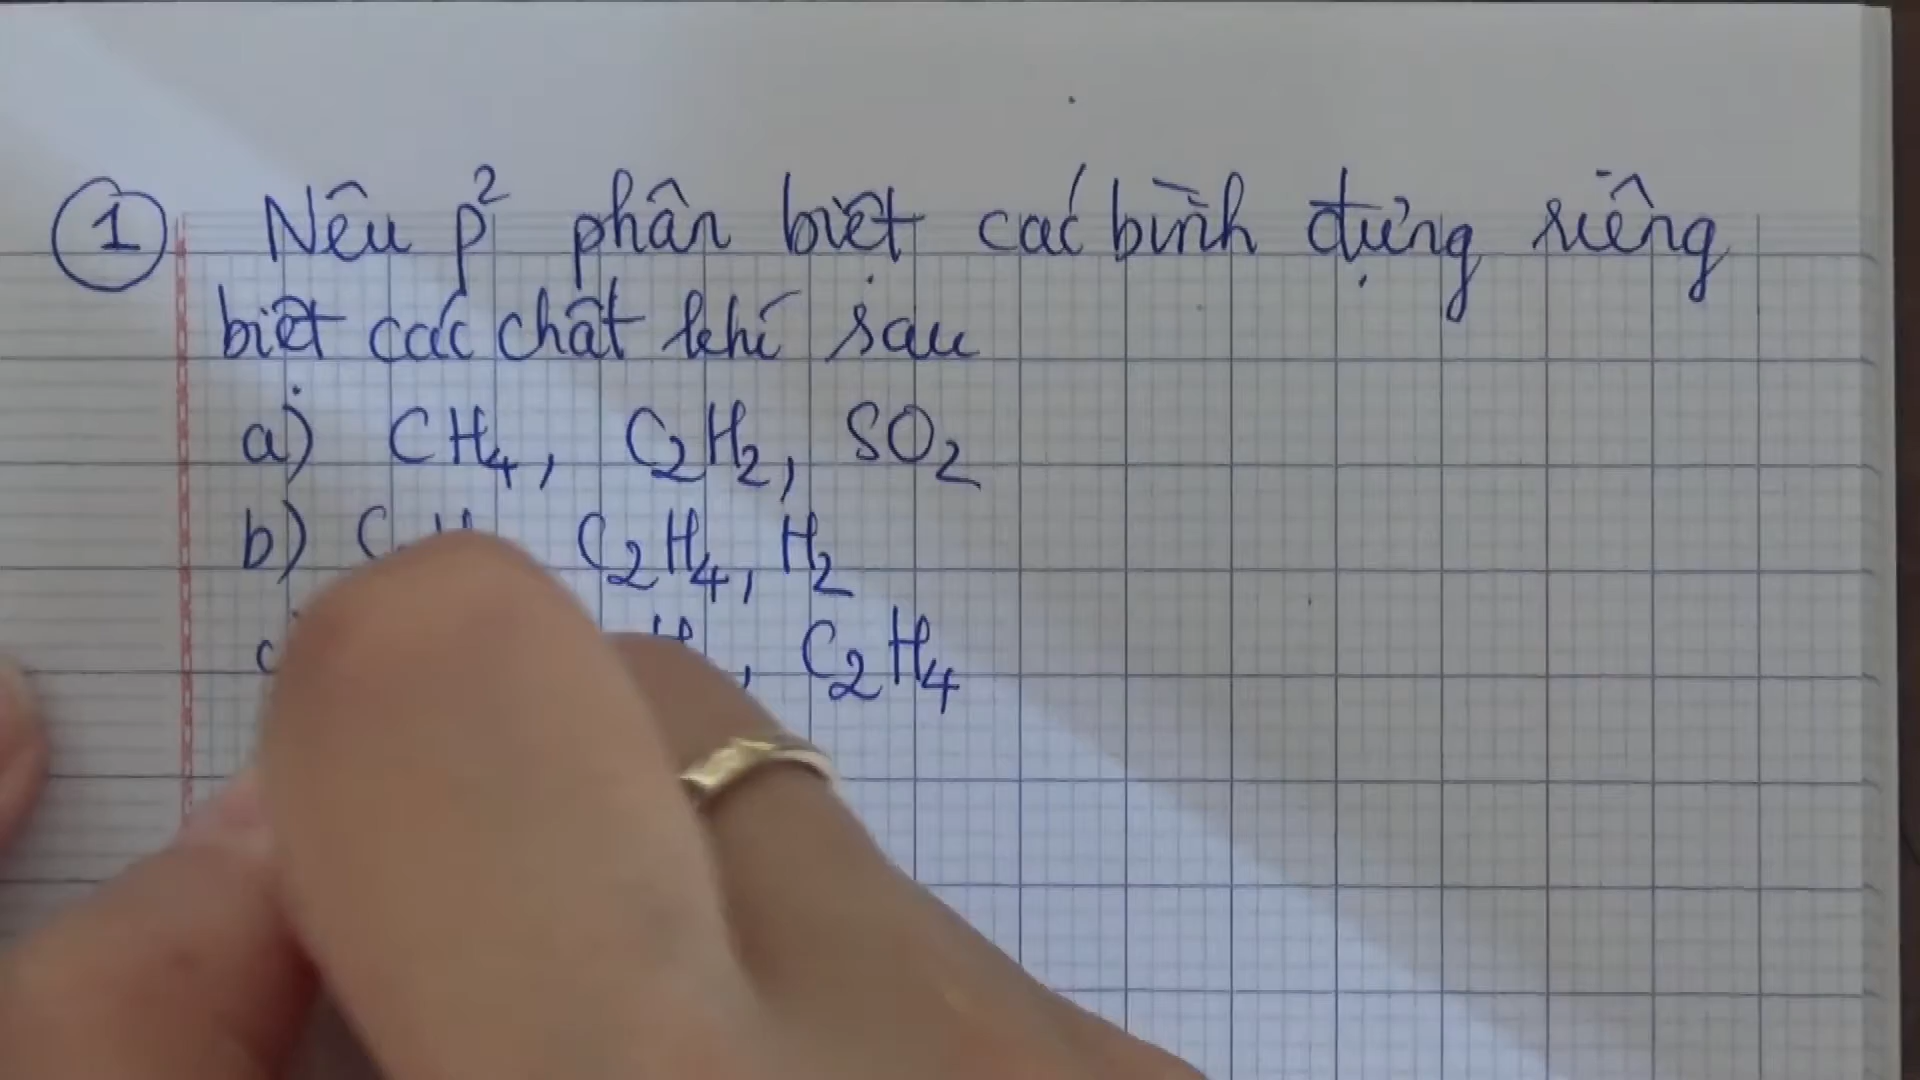 1 Nêu p² phân biệt các bình đựng riêng
biệt các chất khí sau
a) CH₄, C₂H₂, SO₂
b) C₂H₄, H₂
, C₂H₄